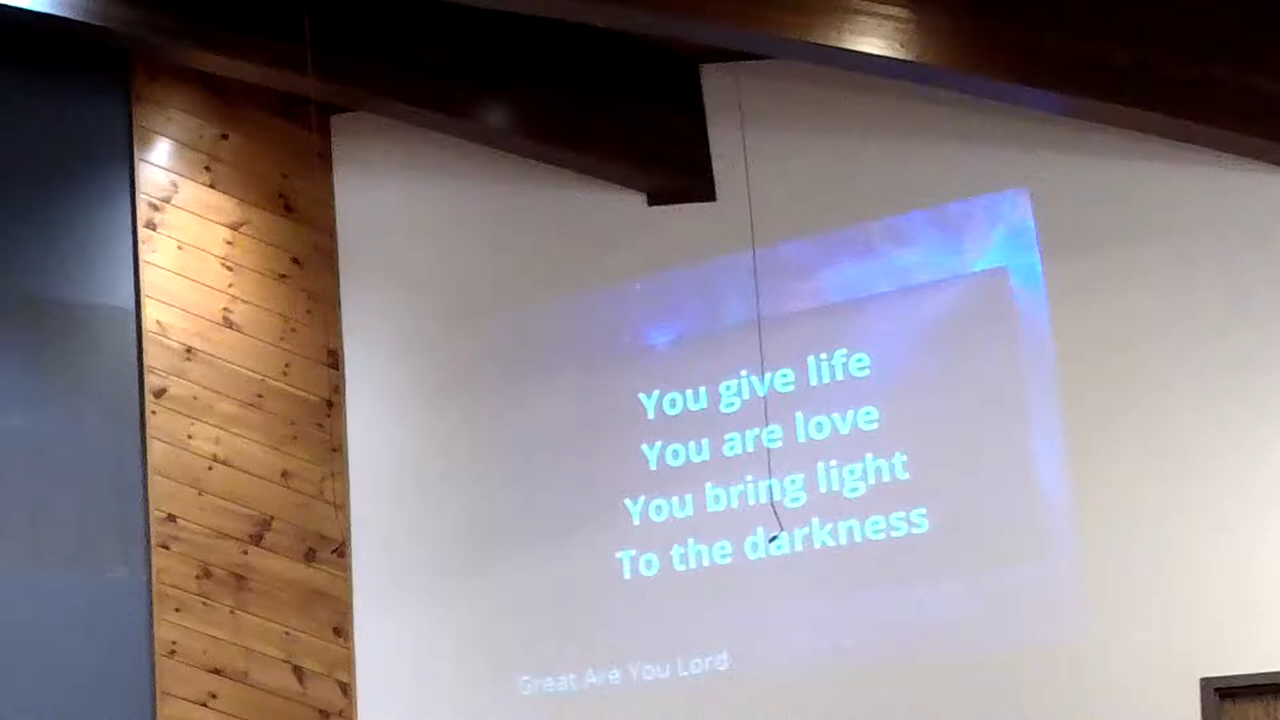 You give life
You are love
You bring light
To the darkness
Great Are You Lord